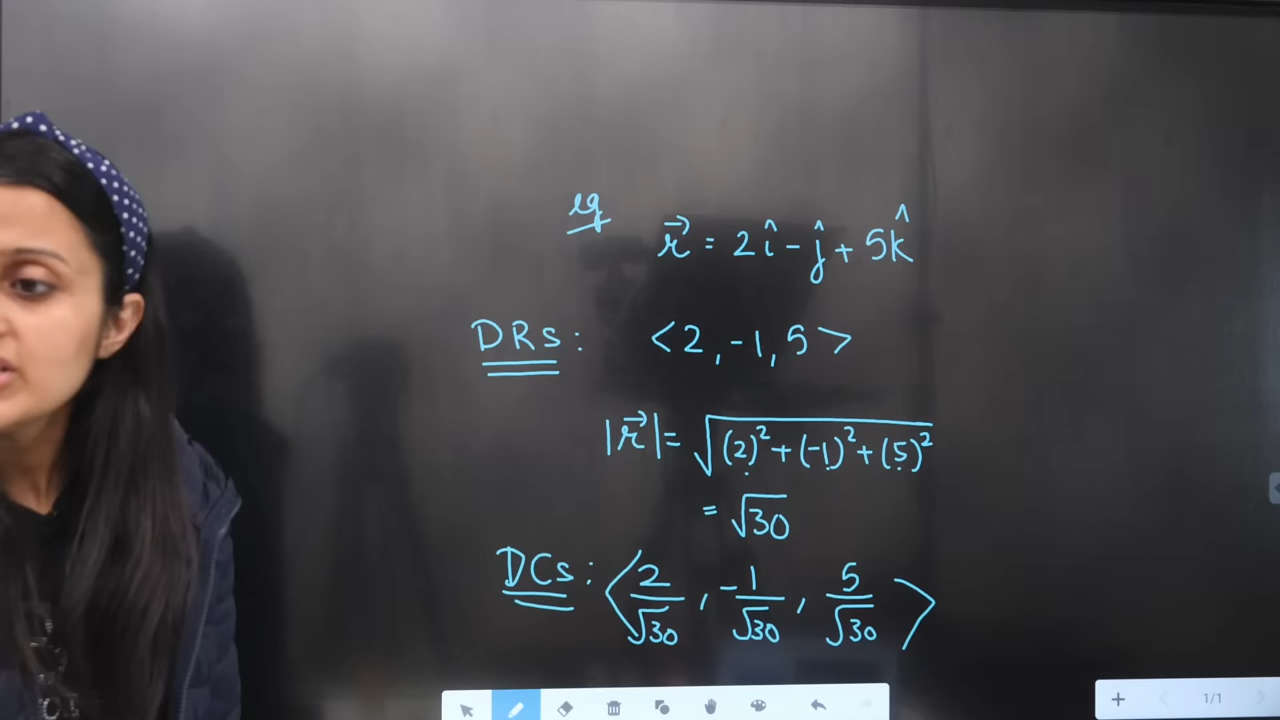 eg
r⃗ = 2î - ĵ + 5k̂
DRs: <2, -1, 5>
|r⃗| = √(2)² + (-1)² + (5)²
= √30
DCs: <2/√30, -1/√30, 5/√30>
1/1